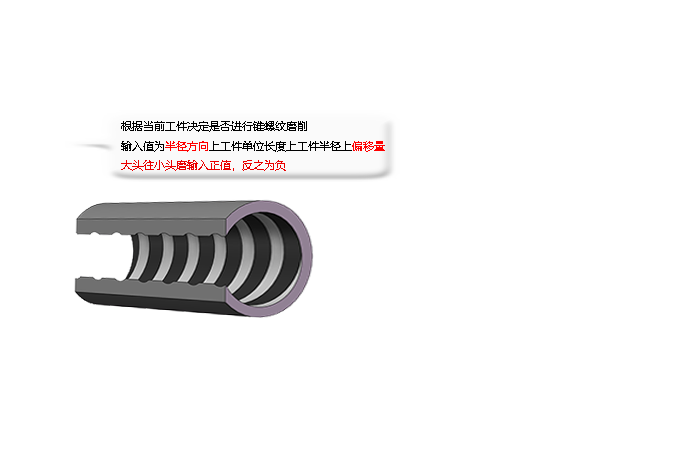 根据当前工件决定是否进行锥螺纹磨削
输入值为半径方向上工件单位长度上工件半径上偏移量
大头往小头磨输入正值，反之为负